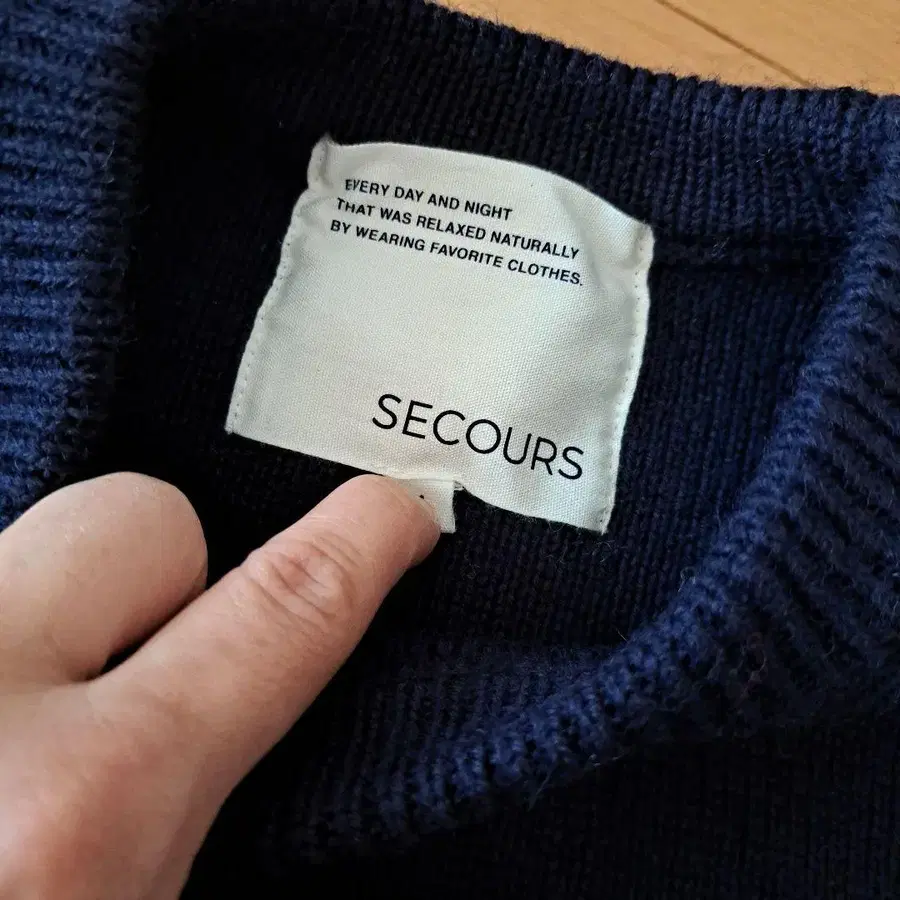 EVERY DAY AND NIGHT
THAT WAS RELAXED NATURALLY
BY WEARING FAVORITE CLOTHES.
SECOURS